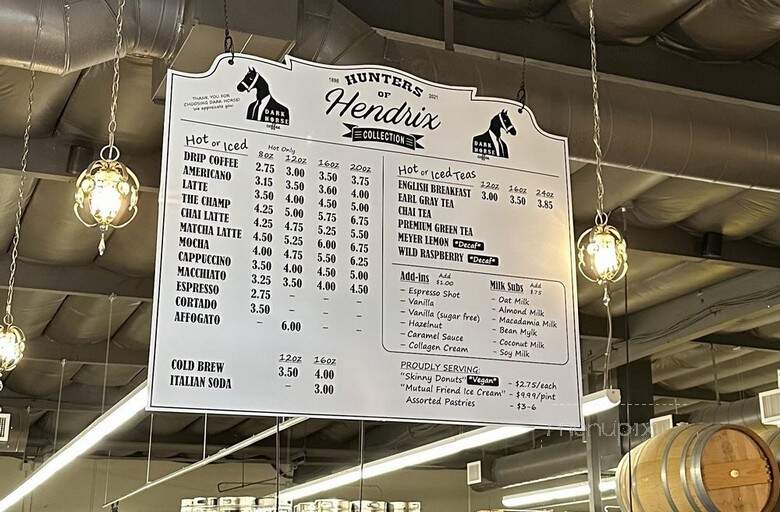 THANK YOU FOR
CHOOSING DARK HORSE!
We appreciate you!
DARK
HORSE
coffee
1898 HUNTERS 2021
OF
Hendrix
COLLECTION
DARK
HORSE
coffee
Hot or Iced
Hot Only
8oz 12oz 16oz 20oz
DRIP COFFEE 2.75 3.00 3.50 3.75
AMERICANO 3.15 3.50 3.60 4.00
LATTE 3.50 4.00 4.50 5.00
THE CHAMP 4.25 5.00 5.75 6.75
CHAI LATTE 4.25 4.75 5.25 5.50
MATCHA LATTE 4.50 5.25 6.00 6.75
MOCHA 4.00 4.75 5.50 6.25
CAPPUCCINO 3.50 4.00 4.50 5.00
MACCHIATO 3.25 3.50 4.00 4.50
ESPRESSO 2.75 - - -
CORTADO 3.50 - - -
AFFOGATO - 6.00 - -
12oz 16oz
COLD BREW 3.50 4.00
ITALIAN SODA - 3.00
Hot or Iced Teas 12oz 16oz 24oz
ENGLISH BREAKFAST 3.00 3.50 3.85
EARL GRAY TEA
CHAI TEA
PREMIUM GREEN TEA
MEYER LEMON *Decaf*
WILD RASPBERRY *Decaf*
Add-ins Add $1.00
- Espresso Shot
- Vanilla
- Vanilla (sugar free)
- Hazelnut
- Caramel Sauce
- Collagen Cream
Milk Subs Add $.75
- Oat Milk
- Almond Milk
- Macadamia Milk
- Bean Mylk
- Coconut Milk
- Soy Milk
PROUDLY SERVING:
"Skinny Donuts" *Vegan* - $2.75/each
"Mutual Friend Ice Cream" - $9.99/pint
Assorted Pastries - $3-6